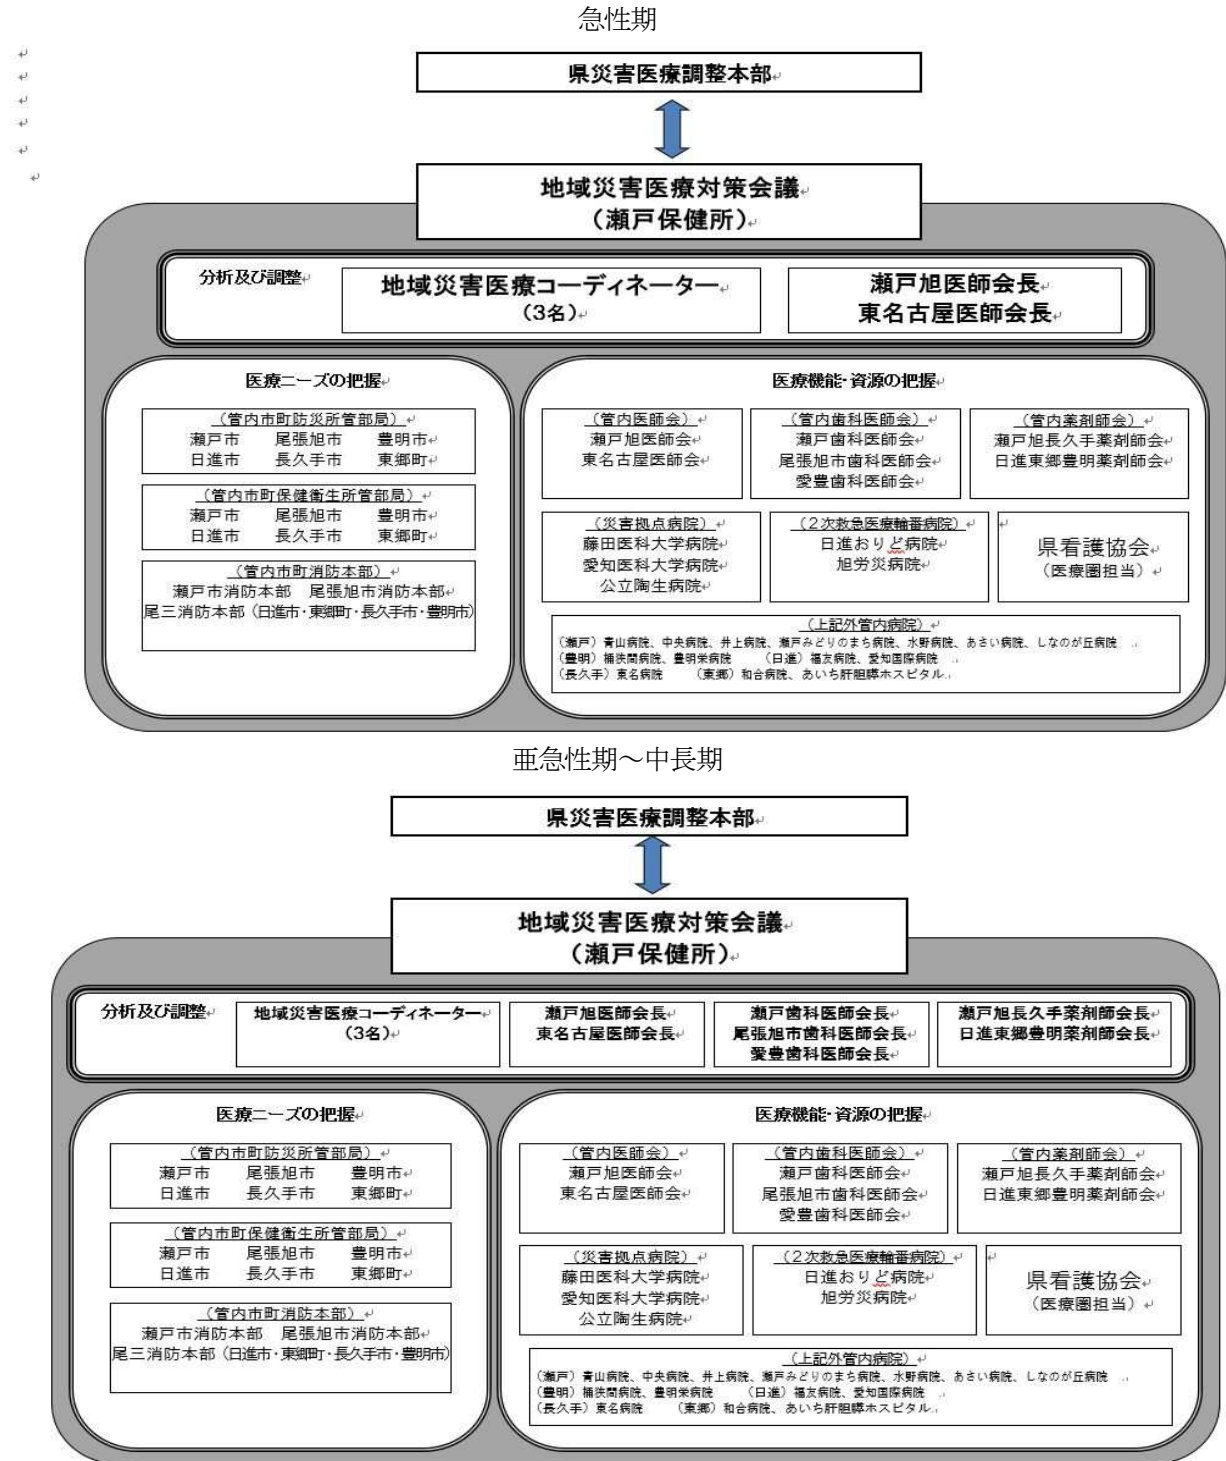 急性期
県災害医療調整本部
地域災害医療対策会議
（瀬戸保健所）
分析及び調整
地域災害医療コーディネーター
（3名）
瀬戸旭医師会長
東名古屋医師会長
医療ニーズの把握
（管内市町防災所管部局）
瀬戸市 尾張旭市 豊明市
日進市 長久手市 東郷町
（管内市町保健衛生所管部局）
瀬戸市 尾張旭市 豊明市
日進市 長久手市 東郷町
（管内市町消防本部）
瀬戸市消防本部 尾張旭市消防本部
尾三消防本部（日進市・東郷町・長久手市・豊明市）
医療機能・資源の把握
（管内医師会）
瀬戸旭医師会
東名古屋医師会
（管内歯科医師会）
瀬戸歯科医師会
尾張旭市歯科医師会
愛豊歯科医師会
（管内薬剤師会）
瀬戸旭長久手薬剤師会
日進東郷豊明薬剤師会
（災害拠点病院）
藤田医科大学病院
愛知医科大学病院
公立陶生病院
（２次救急医療輪番病院）
日進おりど病院
旭労災病院
県看護協会
（医療圏担当）
（上記外管内病院）
（瀬戸）青山病院、中央病院、井上病院、瀬戸みどりのまち病院、水野病院、あさい病院、しなのが丘病院
（豊明）桶狭間病院、豊明栄病院 （日進）福友病院、愛知国際病院
（長久手）東名病院 （東郷）和合病院、あいち肝胆膵ホスピタル
亜急性期～中長期
県災害医療調整本部
地域災害医療対策会議
（瀬戸保健所）
分析及び調整
地域災害医療コーディネーター
（3名）
瀬戸旭医師会長
東名古屋医師会長
瀬戸歯科医師会長
尾張旭市歯科医師会長
愛豊歯科医師会長
瀬戸旭長久手薬剤師会長
日進東郷豊明薬剤師会長
医療ニーズの把握
（管内市町防災所管部局）
瀬戸市 尾張旭市 豊明市
日進市 長久手市 東郷町
（管内市町保健衛生所管部局）
瀬戸市 尾張旭市 豊明市
日進市 長久手市 東郷町
（管内市町消防本部）
瀬戸市消防本部 尾張旭市消防本部
尾三消防本部（日進市・東郷町・長久手市・豊明市）
医療機能・資源の把握
（管内医師会）
瀬戸旭医師会
東名古屋医師会
（管内歯科医師会）
瀬戸歯科医師会
尾張旭市歯科医師会
愛豊歯科医師会
（管内薬剤師会）
瀬戸旭長久手薬剤師会
日進東郷豊明薬剤師会
（災害拠点病院）
藤田医科大学病院
愛知医科大学病院
公立陶生病院
（２次救急医療輪番病院）
日進おりど病院
旭労災病院
県看護協会
（医療圏担当）
（上記外管内病院）
（瀬戸）青山病院、中央病院、井上病院、瀬戸みどりのまち病院、水野病院、あさい病院、しなのが丘病院
（豊明）桶狭間病院、豊明栄病院 （日進）福友病院、愛知国際病院
（長久手）東名病院 （東郷）和合病院、あいち肝胆膵ホスピタル